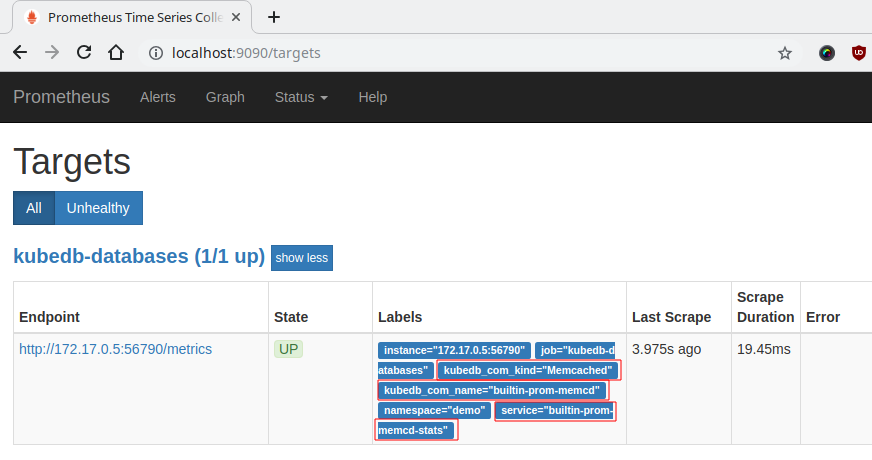 Prometheus Time Series Colle
localhost:9090/targets
UD
Prometheus Alerts Graph Status Help
Targets
All Unhealthy
kubedb-databases (1/1 up) show less
Endpoint State Labels Last Scrape Scrape Duration Error
http://172.17.0.5:56790/metrics UP instance="172.17.0.5:56790" job="kubedb-d 3.975s ago 19.45ms
atabases" kubedb_com_kind="Memcached"
kubedb_com_name="builtin-prom-memcd"
namespace="demo" service="builtin-prom-
memcd-stats"